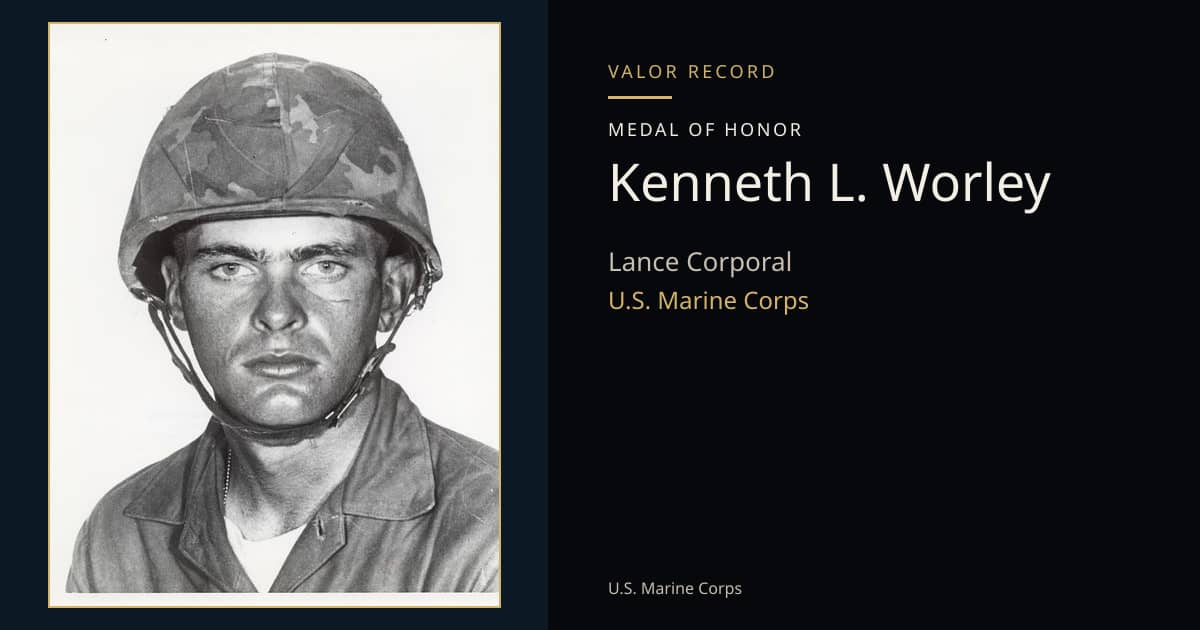 VALOR RECORD
MEDAL OF HONOR
Kenneth L. Worley
Lance Corporal
U.S. Marine Corps
U.S. Marine Corps